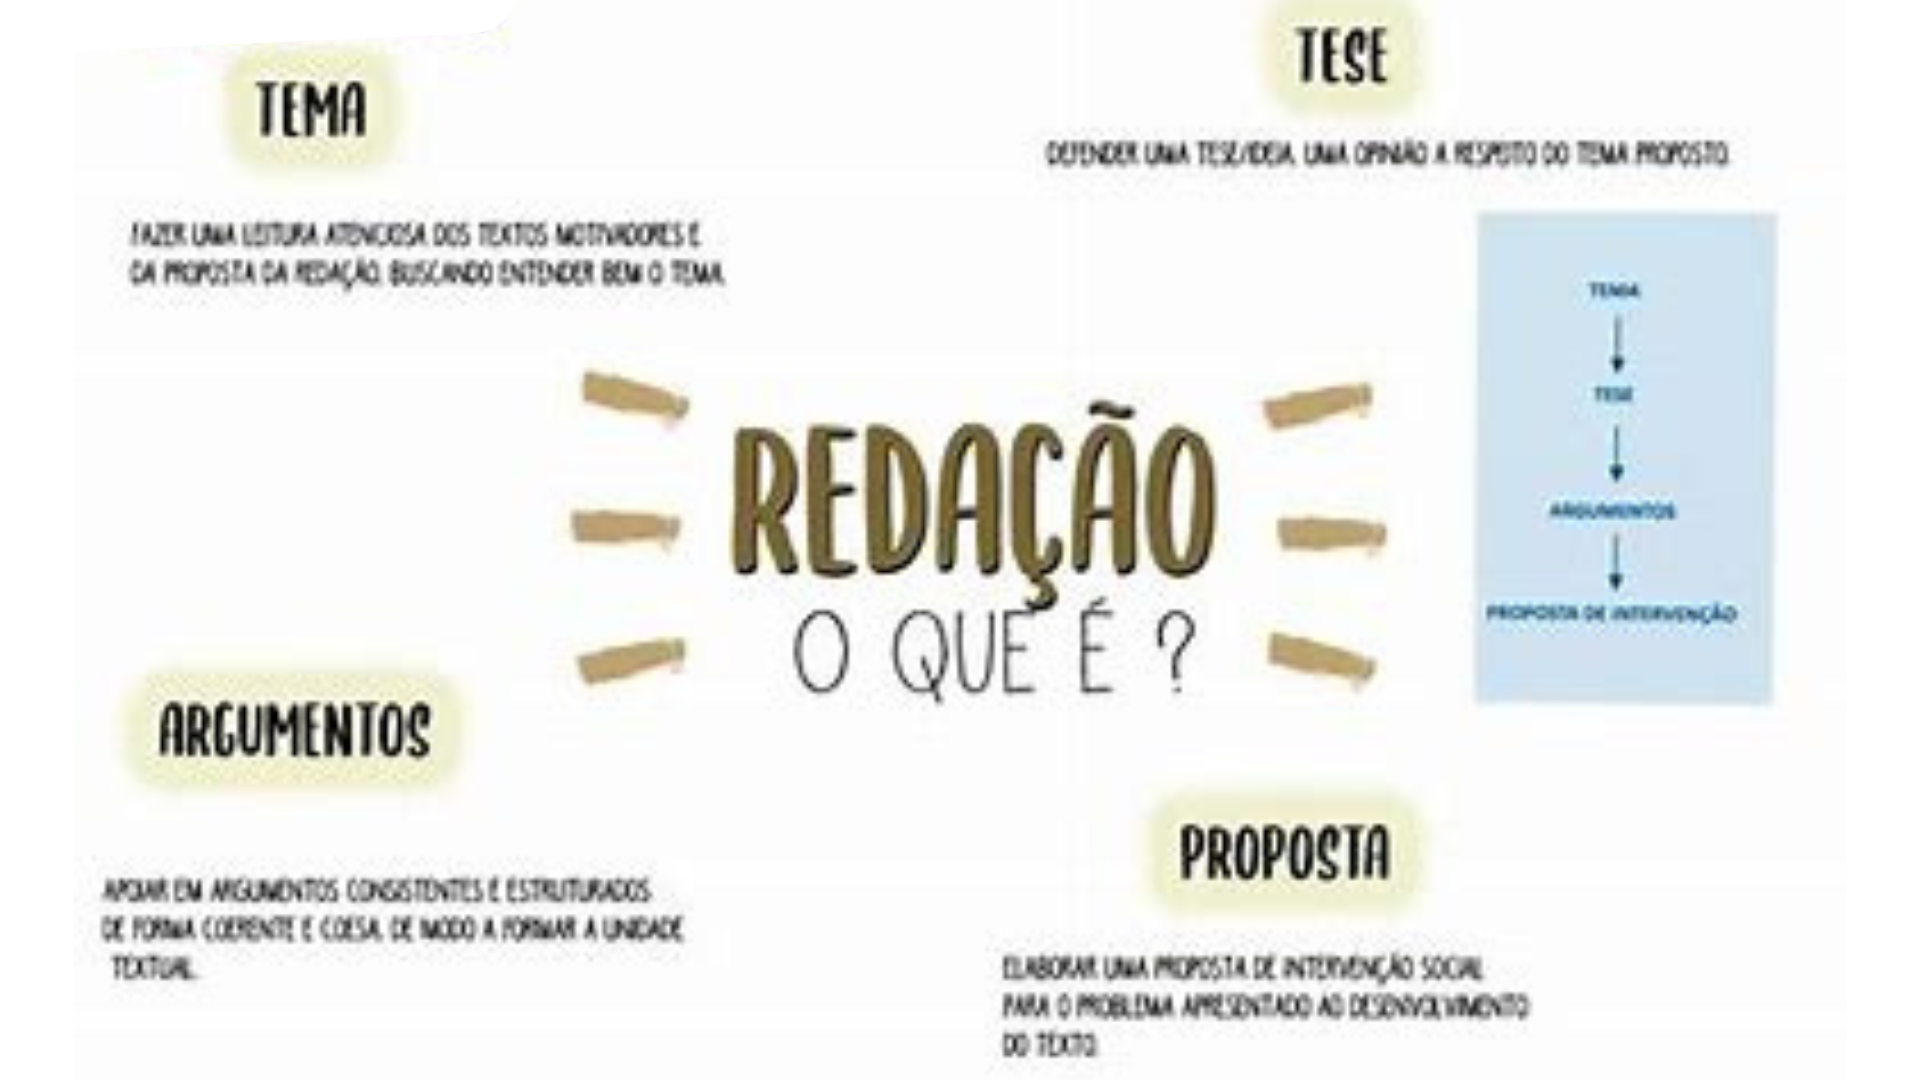 TEMA
FAZER UMA LEITURA ATENCIOSA DOS TEXTOS MOTIVADORES E
DA PROPOSTA DA REDAÇÃO, BUSCANDO ENTENDER BEM O TEMA.
TESE
DEFENDER UMA TESE/IDEIA, UMA OPINIÃO A RESPEITO DO TEMA PROPOSTO.
TEMA
TESE
ARGUMENTOS
PROPOSTA DE INTERVENÇÃO
REDAÇÃO
O QUE É ?
ARGUMENTOS
APOIAR EM ARGUMENTOS CONSISTENTES E ESTRUTURADOS
DE FORMA COERENTE E COESA, DE MODO A FORMAR A UNIDADE
TEXTUAL.
PROPOSTA
ELABORAR UMA PROPOSTA DE INTERVENÇÃO SOCIAL
PARA O PROBLEMA APRESENTADO AO DESENVOLVIMENTO
DO TEXTO.